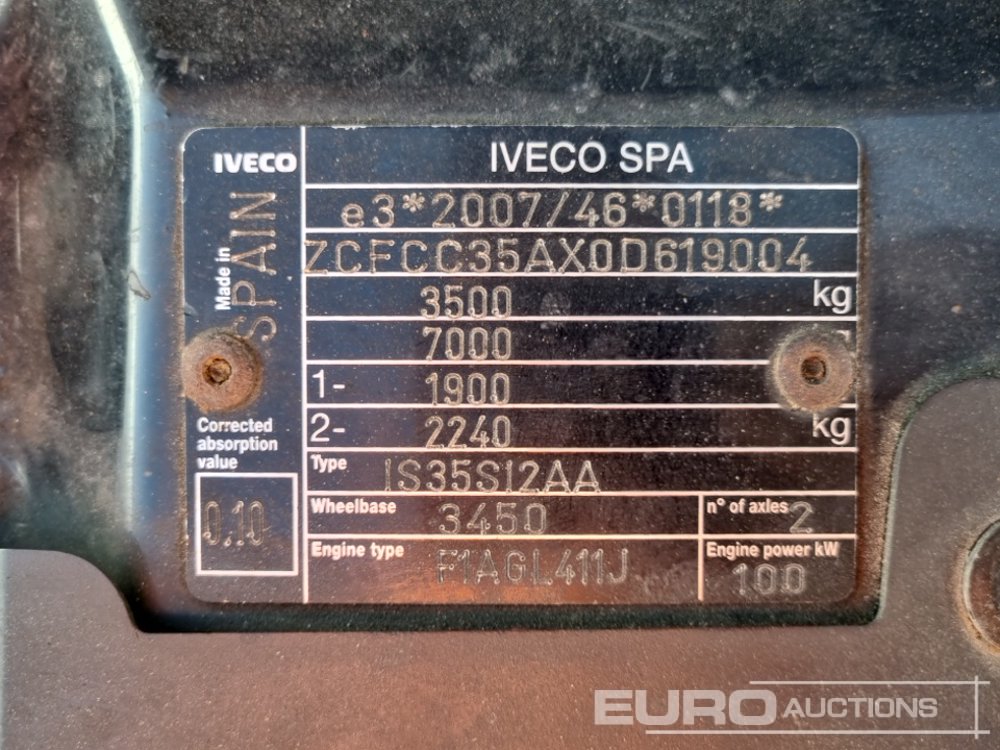 IVECO
IVECO SPA
Made in SPAIN
e3*2007/46*0118*
ZCFCC35AX0D619004
3500 kg
7000
1- 1900
2- 2240 kg
Corrected
absorption
value
0.10
Type IS35SI2AA
Wheelbase 3450
n° of axles 2
Engine type F1AGL411J
Engine power kW
100
EURO AUCTIONS